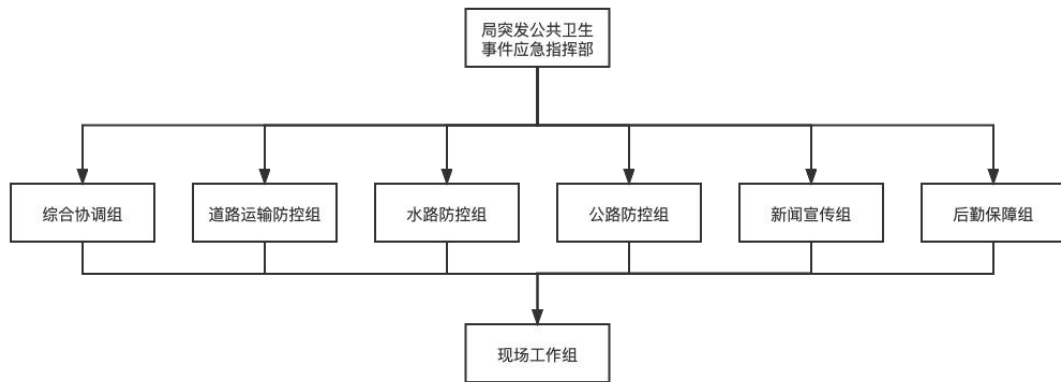 局突发公共卫生
事件应急指挥部
综合协调组
道路运输防控组
水路防控组
公路防控组
新闻宣传组
后勤保障组
现场工作组